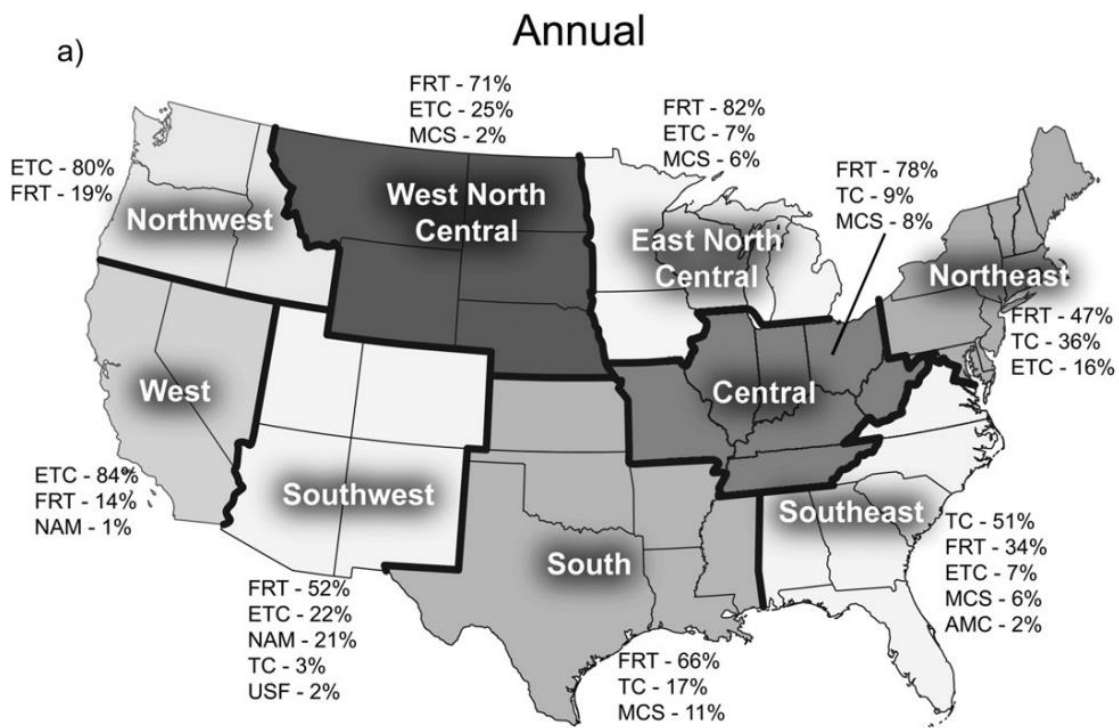 Annual
a)
FRT - 71%
ETC - 25%
MCS - 2%
FRT - 82%
ETC - 7%
MCS - 6%
FRT - 78%
TC - 9%
MCS - 8%
ETC - 80%
FRT - 19%
Northwest
West North
Central
East North
Central
Northeast
FRT - 47%
TC - 36%
ETC - 16%
West
Central
ETC - 84%
FRT - 14%
NAM - 1%
Southwest
Southeast
TC - 51%
FRT - 34%
ETC - 7%
MCS - 6%
AMC - 2%
South
FRT - 52%
ETC - 22%
NAM - 21%
TC - 3%
USF - 2%
FRT - 66%
TC - 17%
MCS - 11%